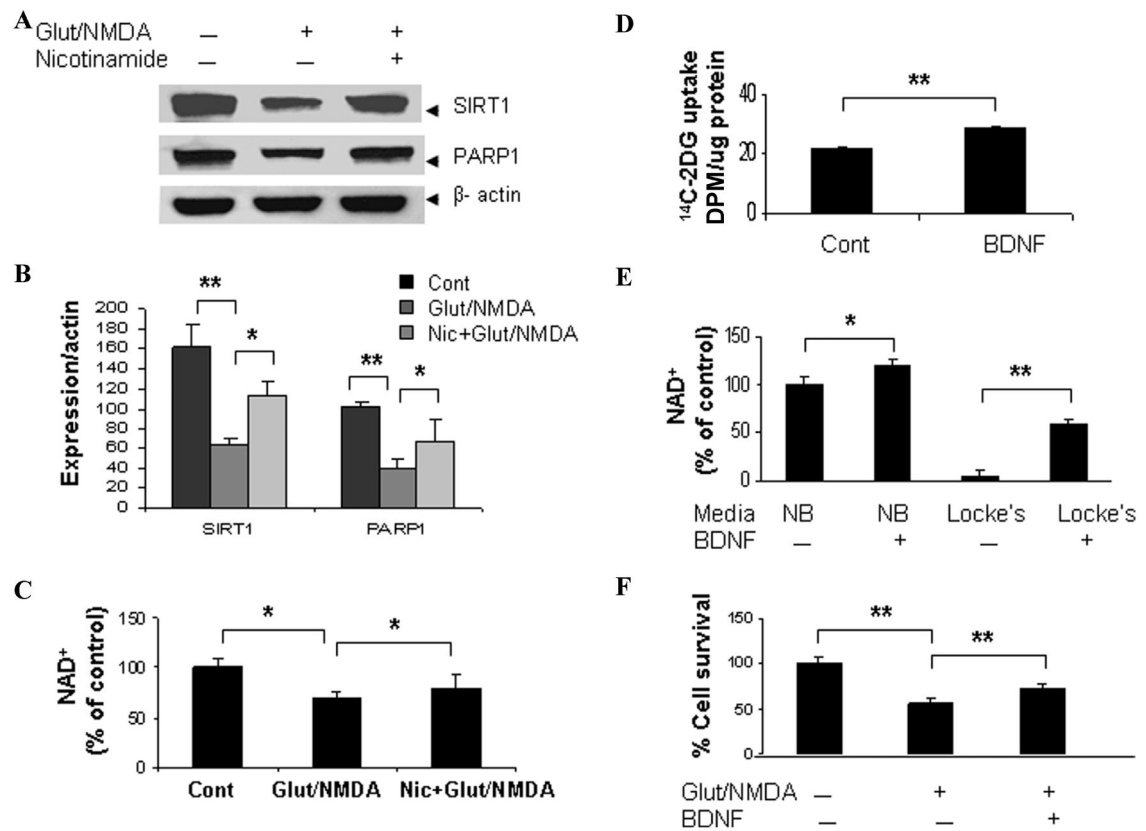 A
Glut/NMDA — + +
Nicotinamide — — +
SIRT1
PARP1
β- actin
B
Cont
Glut/NMDA
Nic+Glut/NMDA
Expression/actin
200
180
160
140
120
100
80
60
40
20
0
** * ** *
SIRT1 PARP1
C
NAD⁺
(% of control)
150
100
50
0
* *
Cont Glut/NMDA Nic+Glut/NMDA
D
¹⁴C-2DG uptake
DPM/ug protein
40
20
0
**
Cont BDNF
E
NAD⁺
(% of control)
150
100
50
0
* **
Media NB NB Locke's Locke's
BDNF — + — +
F
% Cell survival
150
100
50
0
** **
Glut/NMDA — + +
BDNF — — +